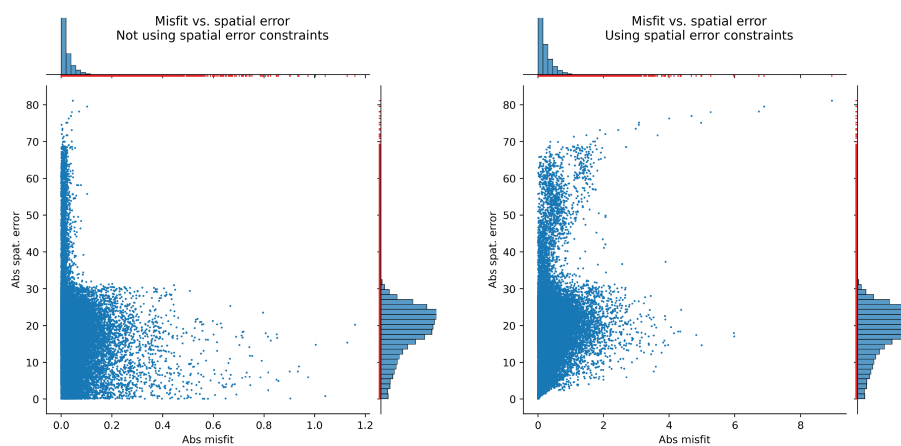 Misfit vs. spatial error
Not using spatial error constraints
80
70
60
50
40
30
20
10
0
Abs spat. error
0.0 0.2 0.4 0.6 0.8 1.0 1.2
Abs misfit
Misfit vs. spatial error
Using spatial error constraints
80
70
60
50
40
30
20
10
0
Abs spat. error
0 2 4 6 8
Abs misfit